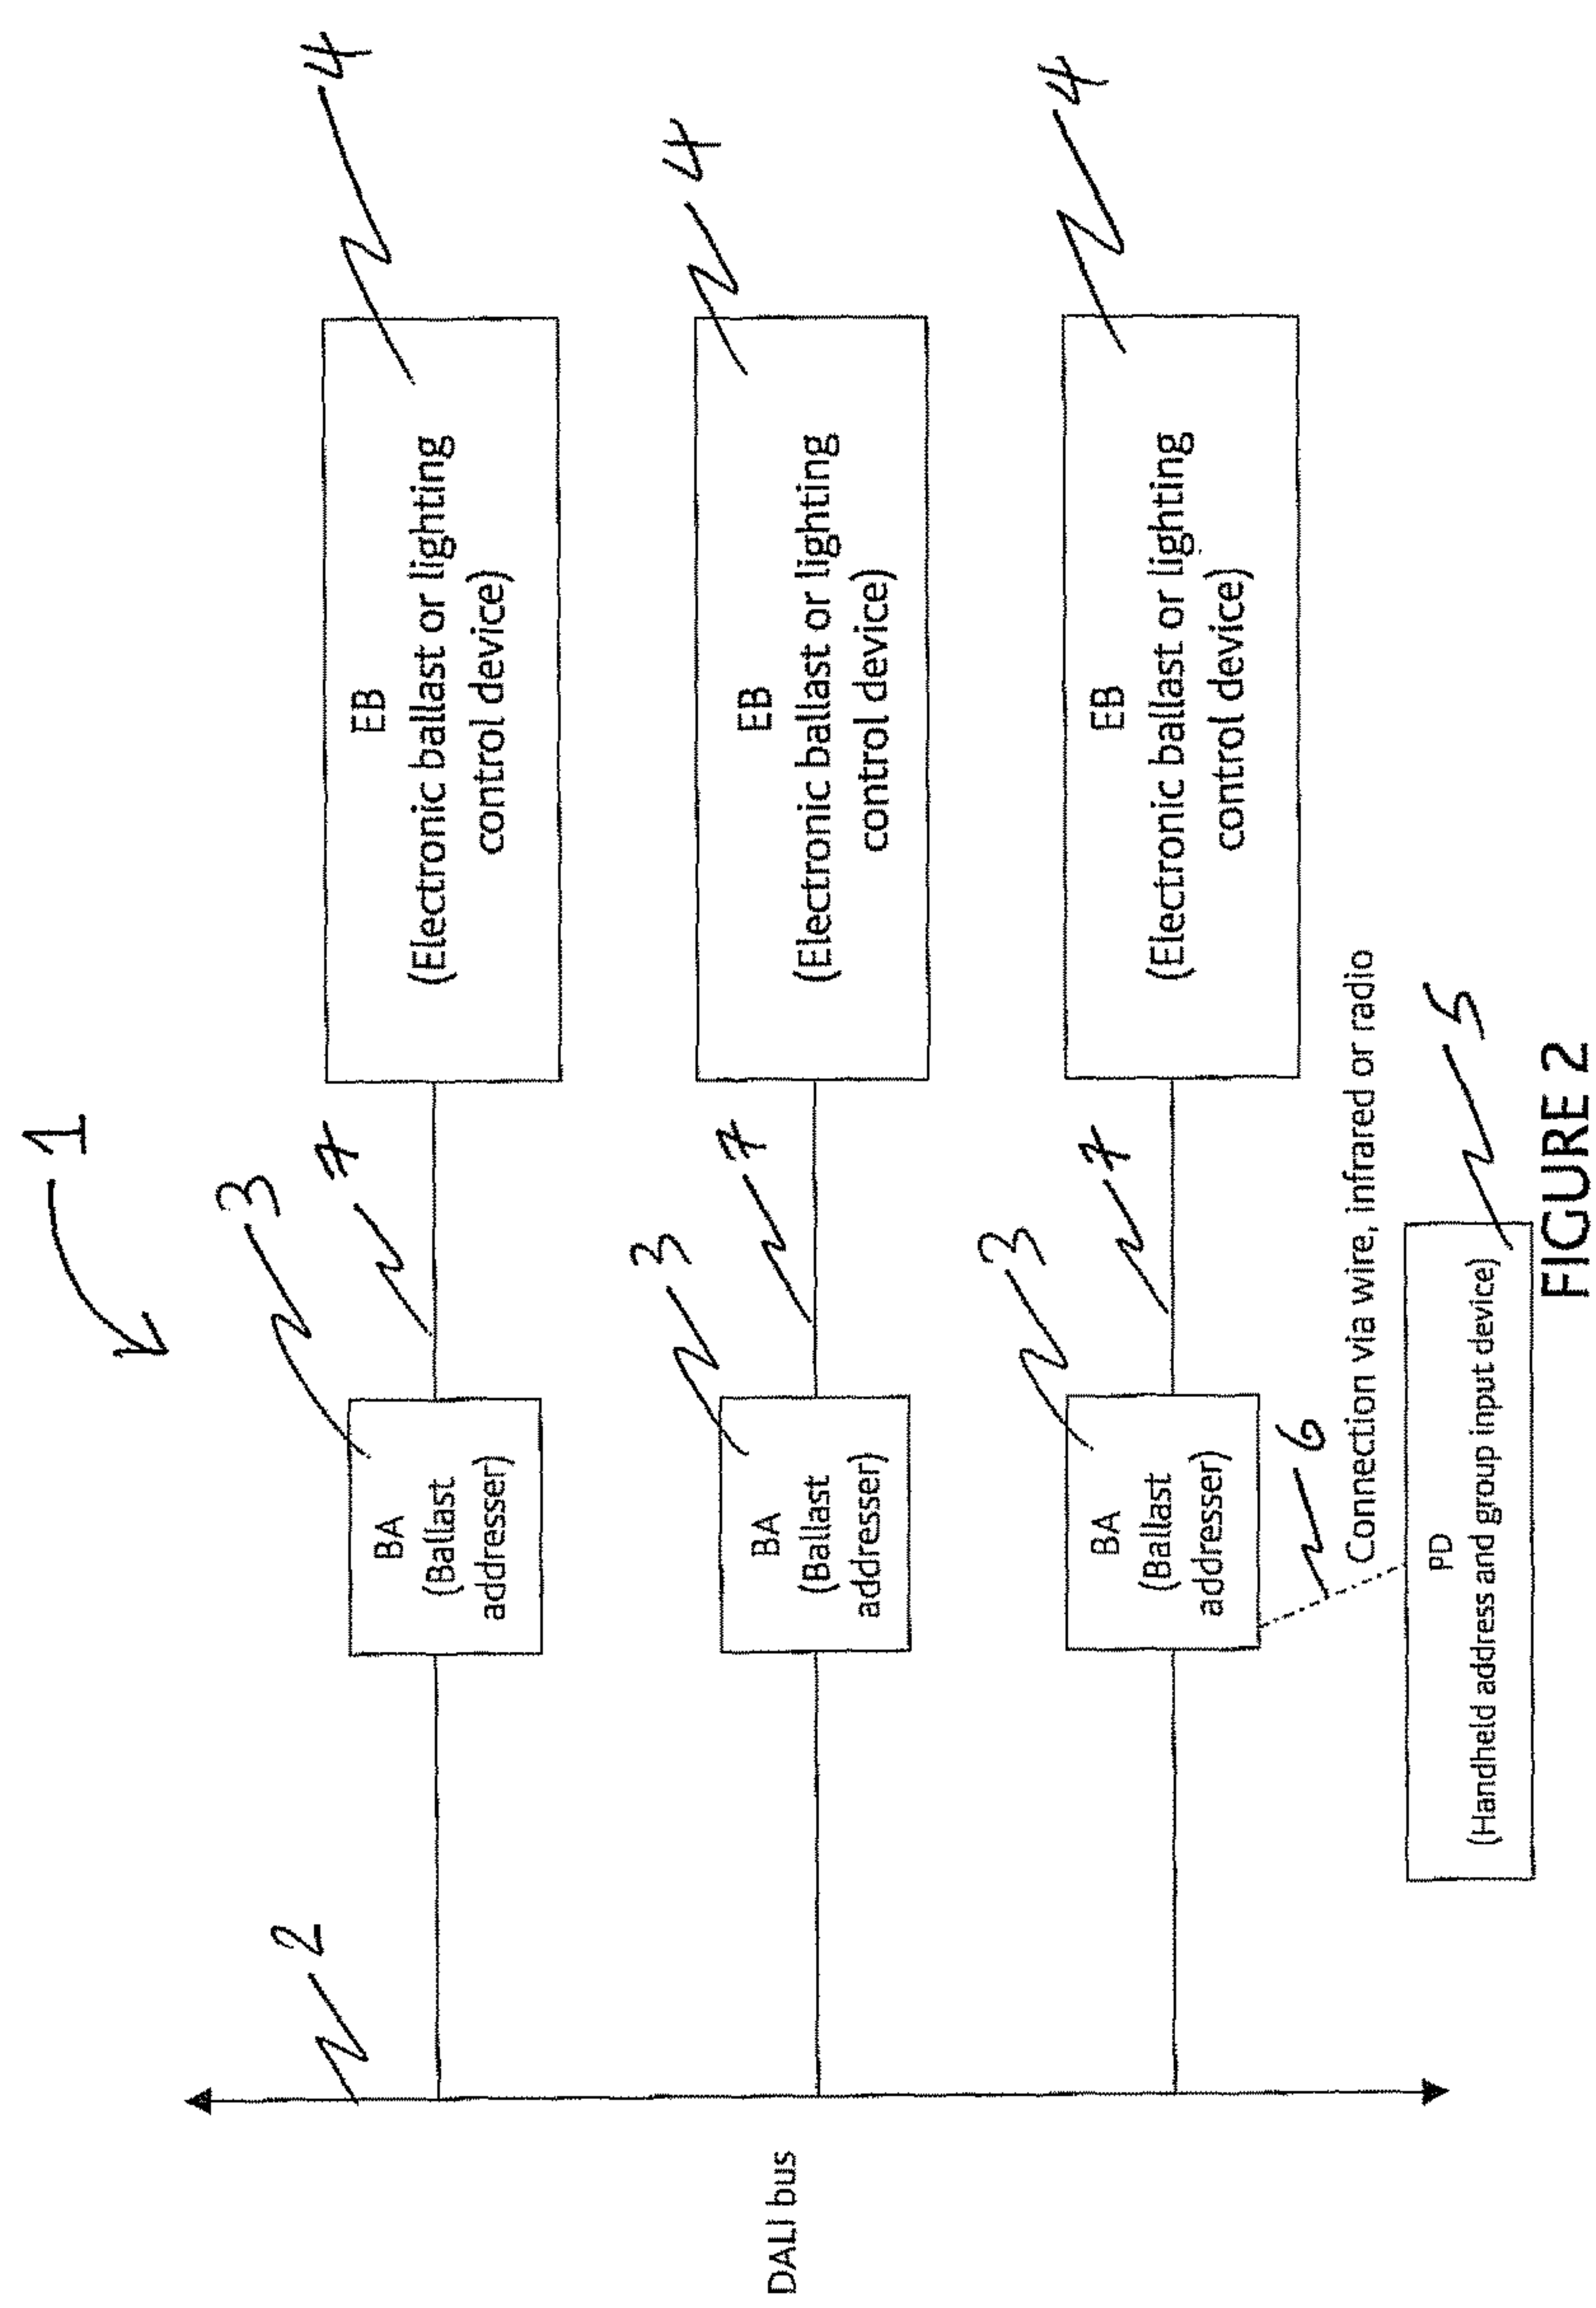 1
2
DALI bus
3
7
4
BA
(Ballast
addresser)
EB
(Electronic ballast or lighting
control device)
3
7
4
BA
(Ballast
addresser)
EB
(Electronic ballast or lighting
control device)
3
7
4
BA
(Ballast
addresser)
EB
(Electronic ballast or lighting
control device)
6
Connection via wire, infrared or radio
5
PD
(Handheld address and group input device)
FIGURE 2